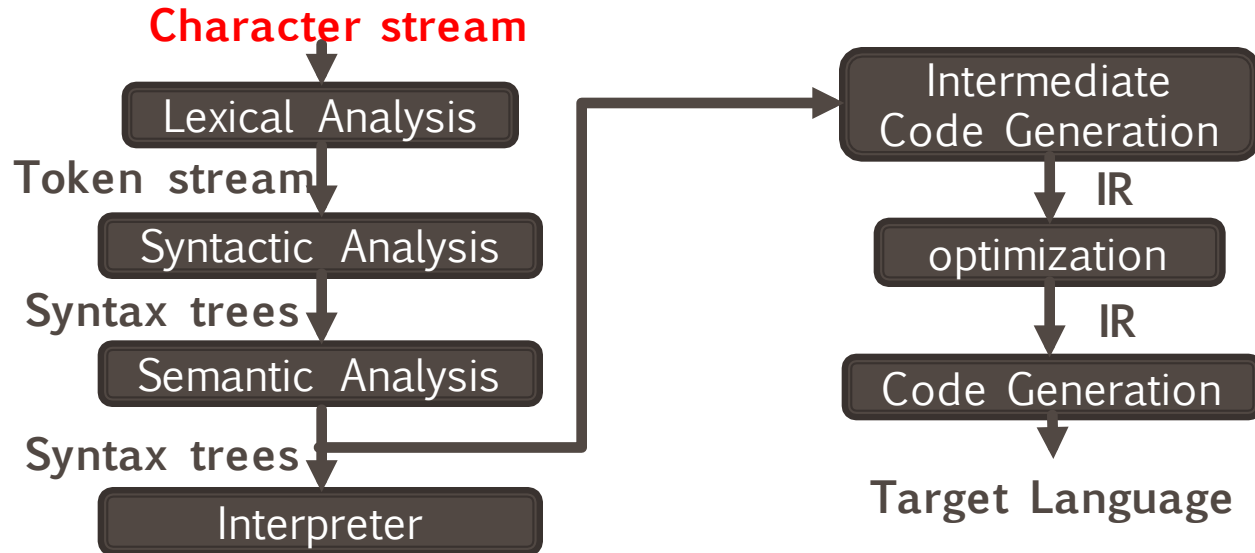 Character stream
Lexical Analysis
Token stream
Syntactic Analysis
Syntax trees
Semantic Analysis
Syntax trees
Interpreter
Intermediate
Code Generation
IR
optimization
IR
Code Generation
Target Language